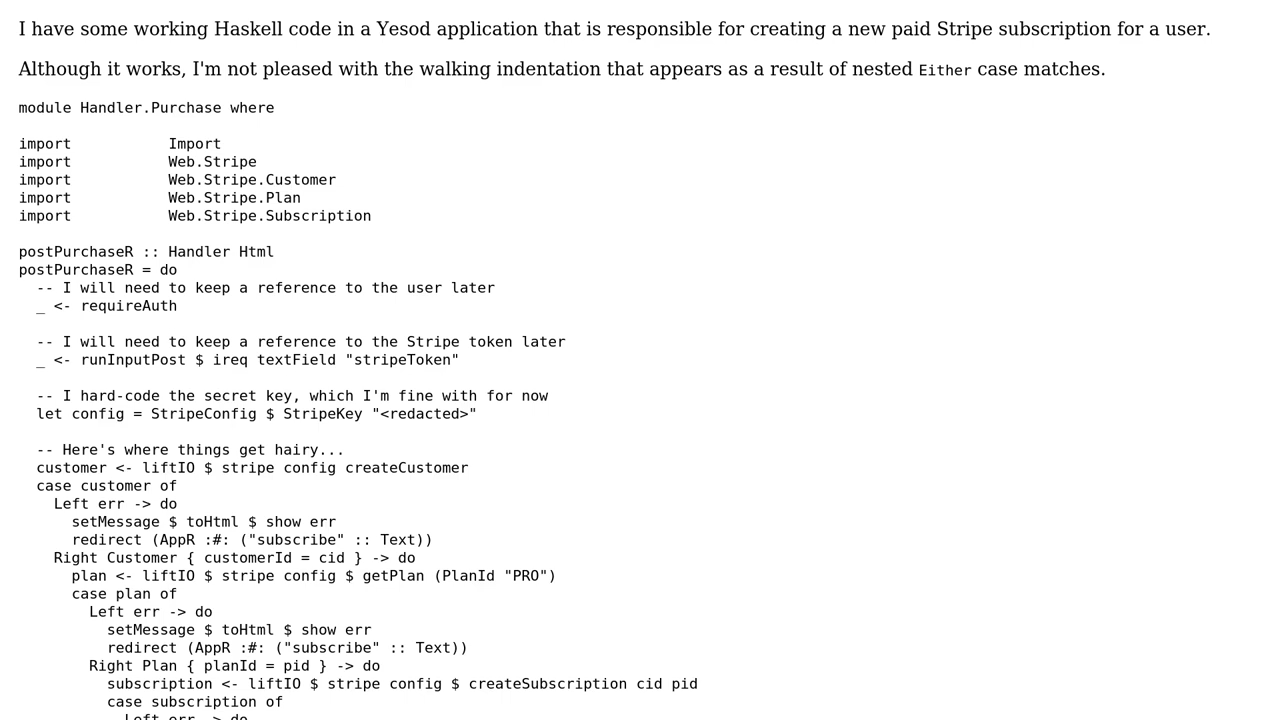 I have some working Haskell code in a Yesod application that is responsible for creating a new paid Stripe subscription for a user.
Although it works, I'm not pleased with the walking indentation that appears as a result of nested Either case matches.
module Handler.Purchase where
import           Import
import           Web.Stripe
import           Web.Stripe.Customer
import           Web.Stripe.Plan
import           Web.Stripe.Subscription
postPurchaseR :: Handler Html
postPurchaseR = do
  -- I will need to keep a reference to the user later
  _ <- requireAuth
  -- I will need to keep a reference to the Stripe token later
  _ <- runInputPost $ ireq textField "stripeToken"
  -- I hard-code the secret key, which I'm fine with for now
  let config = StripeConfig $ StripeKey "<redacted>"
  -- Here's where things get hairy...
  customer <- liftIO $ stripe config createCustomer
  case customer of
    Left err -> do
      setMessage $ toHtml $ show err
      redirect (AppR :#: ("subscribe" :: Text))
    Right Customer { customerId = cid } -> do
      plan <- liftIO $ stripe config $ getPlan (PlanId "PRO")
      case plan of
        Left err -> do
          setMessage $ toHtml $ show err
          redirect (AppR :#: ("subscribe" :: Text))
        Right Plan { planId = pid } -> do
          subscription <- liftIO $ stripe config $ createSubscription cid pid
          case subscription of
            Left err -> do